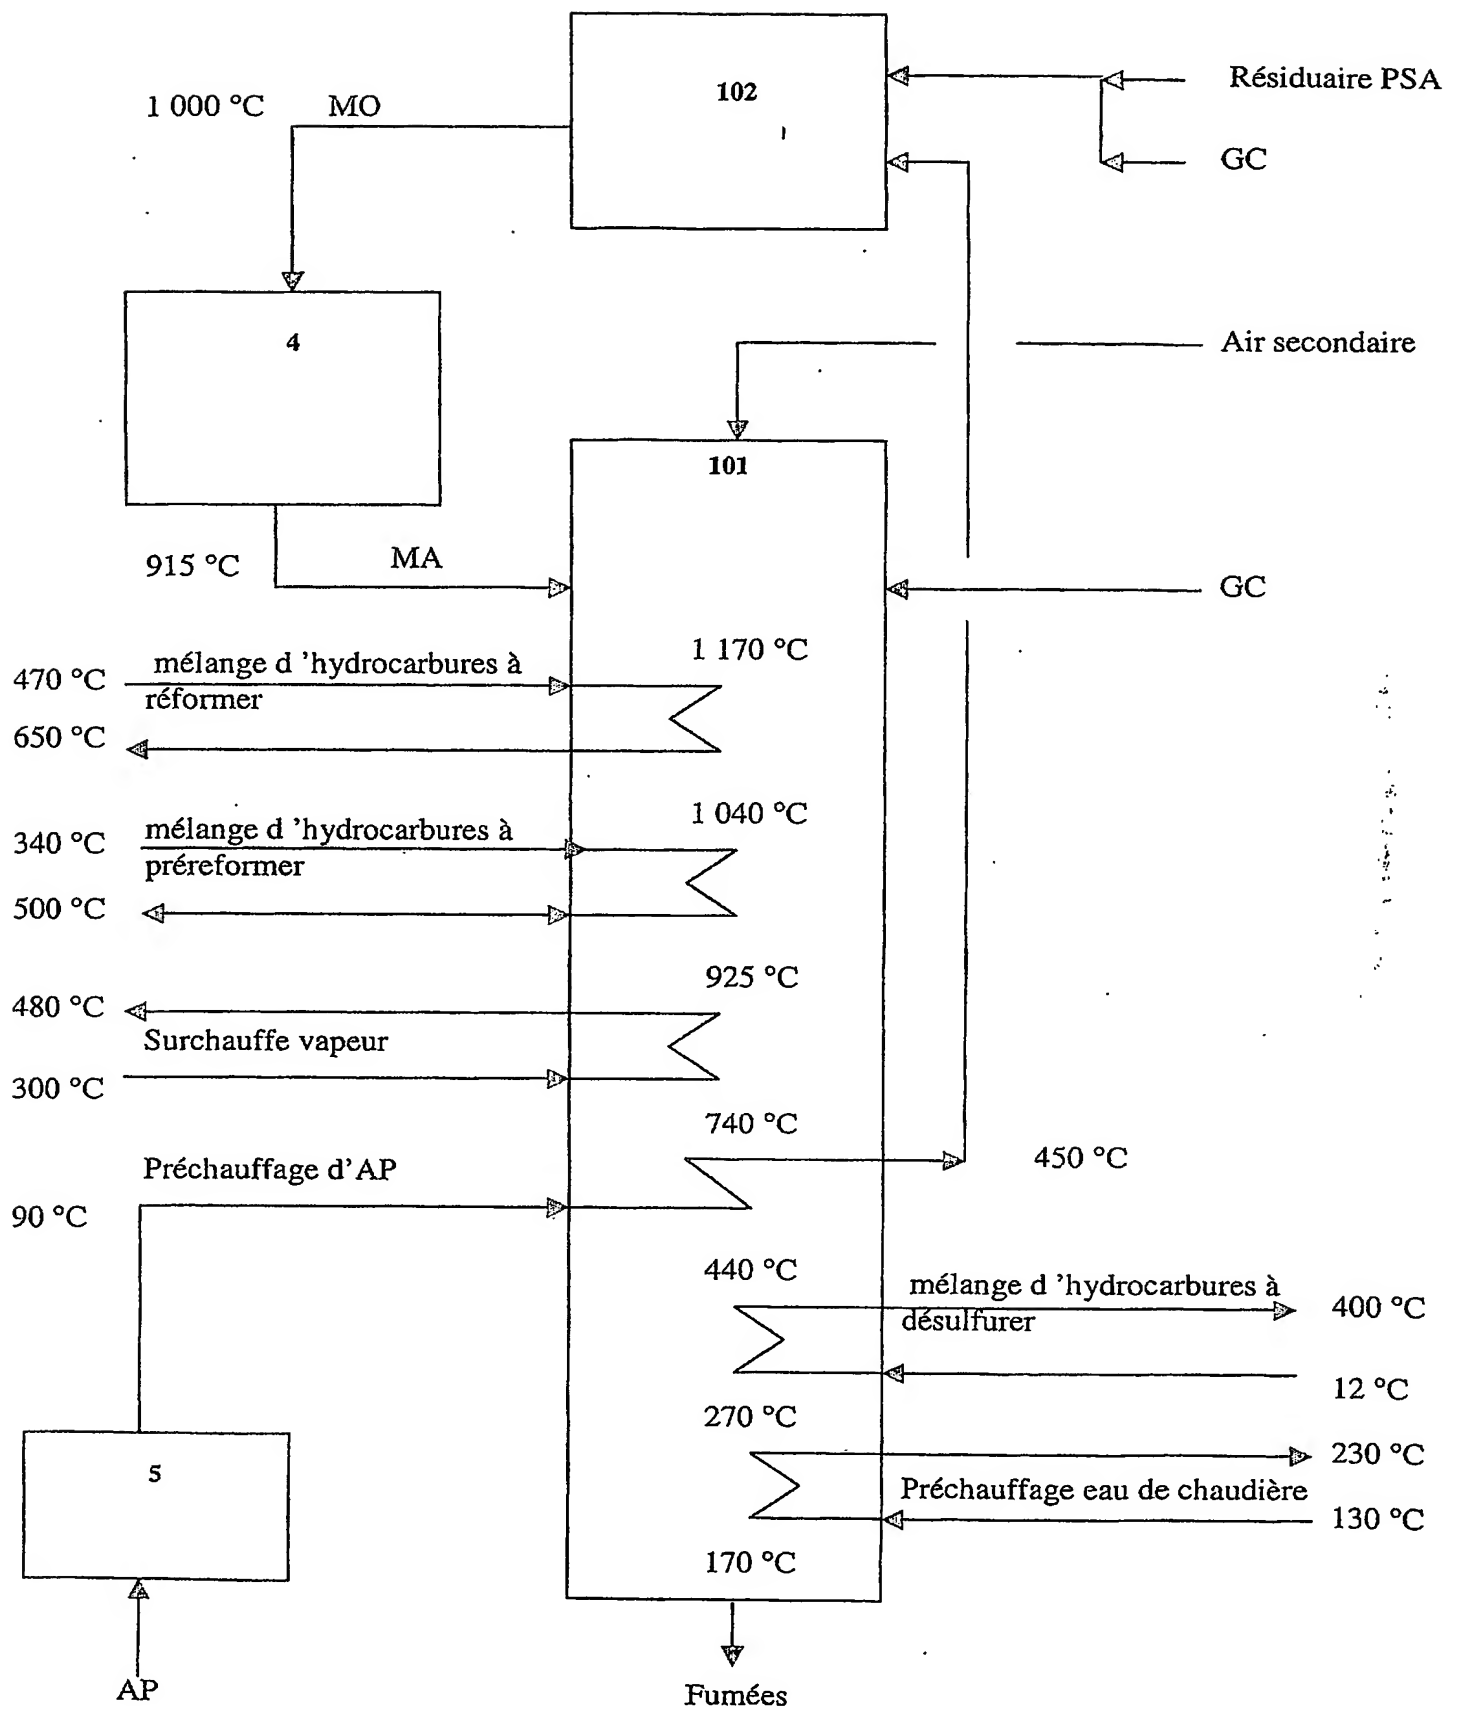 102
Résiduaire PSA
1 000 °C
MO
GC
4
Air secondaire
101
915 °C
MA
GC
1 170 °C
470 °C
mélange d 'hydrocarbures à
réformer
650 °C
1 040 °C
340 °C
mélange d 'hydrocarbures à
préreformer
500 °C
925 °C
480 °C
Surchauffe vapeur
300 °C
740 °C
450 °C
Préchauffage d'AP
90 °C
440 °C
mélange d 'hydrocarbures à
désulfurer
400 °C
12 °C
270 °C
230 °C
5
Préchauffage eau de chaudière
130 °C
170 °C
AP
Fumées